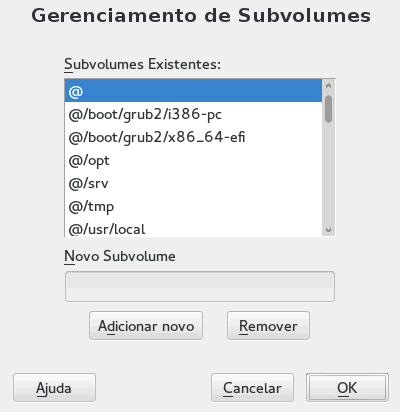 Gerenciamento de Subvolumes
Subvolumes Existentes:
@
@/boot/grub2/i386-pc
@/boot/grub2/x86_64-efi
@/opt
@/srv
@/tmp
@/usr/local
Novo Subvolume
Adicionar novo Remover
Ajuda Cancelar OK